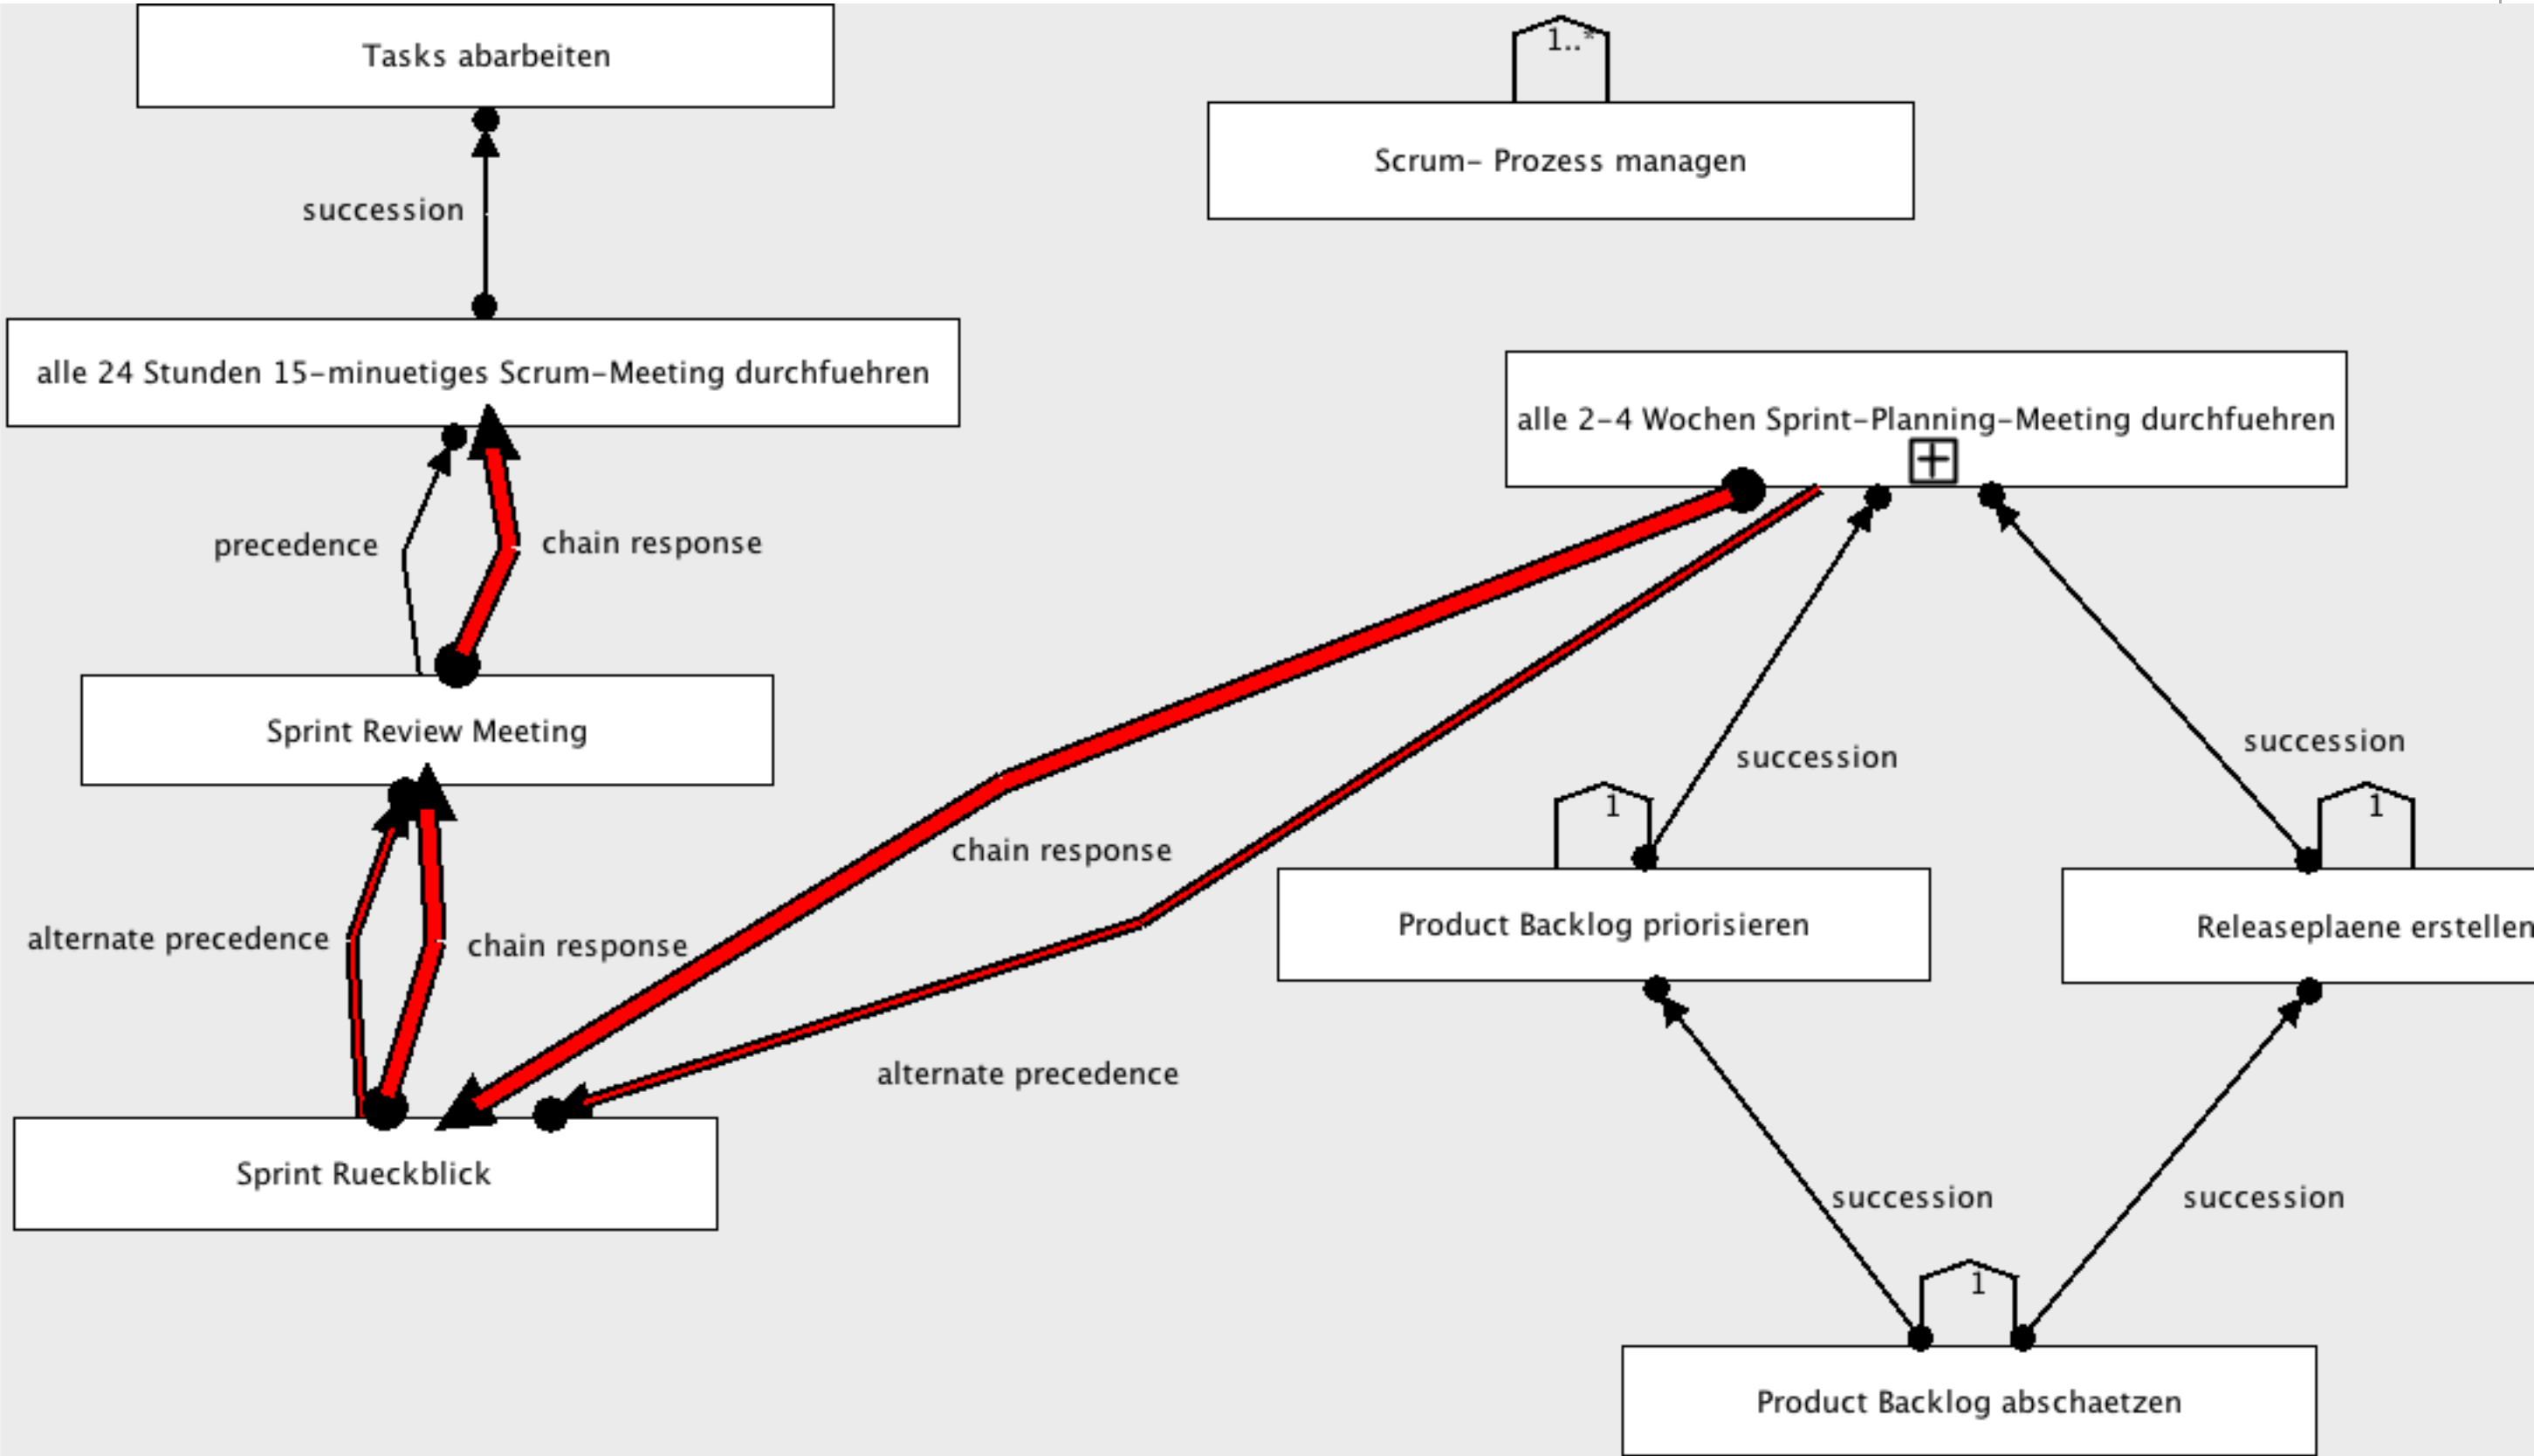 Tasks abarbeiten
1..*
Scrum- Prozess managen
succession
alle 24 Stunden 15-minuetiges Scrum-Meeting durchfuehren
alle 2-4 Wochen Sprint-Planning-Meeting durchfuehren
precedence
chain response
Sprint Review Meeting
succession
succession
1
1
chain response
alternate precedence
chain response
Product Backlog priorisieren
Releaseplaene erstellen
alternate precedence
Sprint Rueckblick
succession
succession
1
Product Backlog abschaetzen